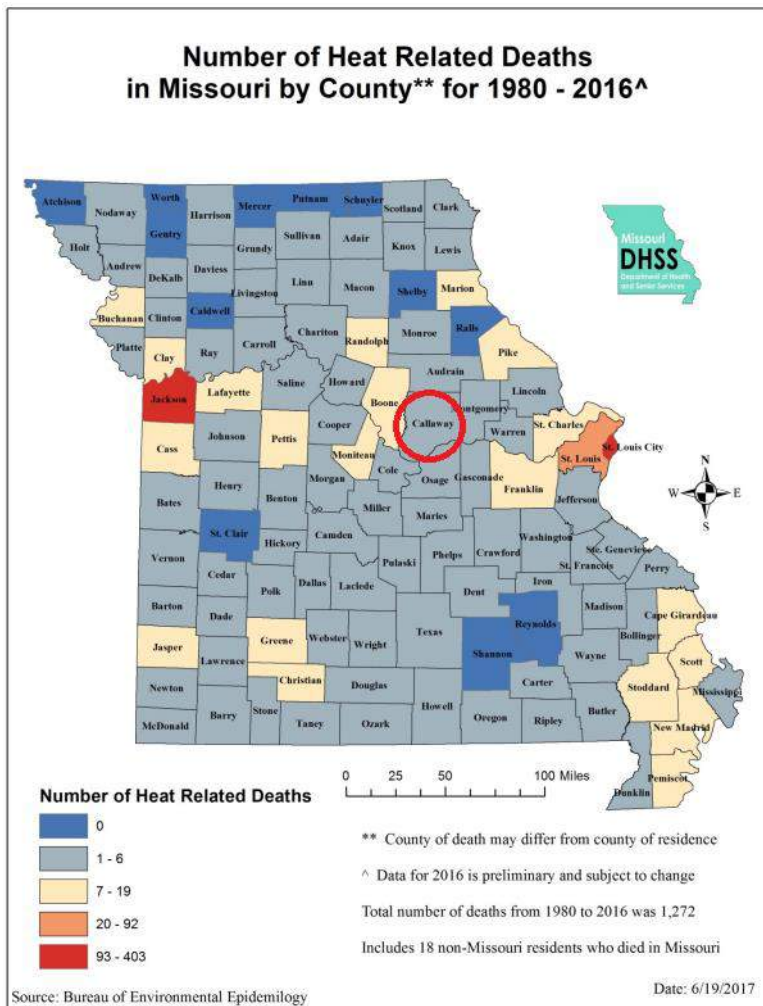 Number of Heat Related Deaths
in Missouri by County** for 1980 - 2016^
Atchison
Nodaway
Worth
Gentry
Harrison
Mercer
Putnam
Schuyler
Scotland
Clark
Holt
Andrew
DeKalb
Daviess
Grundy
Sullivan
Adair
Knox
Lewis
Missouri
DHSS
Department of Health
and Senior Services
Buchanan
Clinton
Caldwell
Livingston
Linn
Macon
Shelby
Marion
Platte
Clay
Ray
Carroll
Chariton
Randolph
Monroe
Ralls
Pike
Jackson
Lafayette
Saline
Howard
Boone
Audrain
Callaway
Montgomery
Lincoln
Warren
St. Charles
St. Louis
St. Louis City
Cass
Johnson
Pettis
Cooper
Moniteau
Cole
Osage
Gasconade
Franklin
Jefferson
Bates
Henry
Benton
Morgan
Miller
Maries
N
W
E
S
St. Clair
Hickory
Camden
Pulaski
Phelps
Crawford
Washington
Ste. Genevieve
St. Francois
Perry
Vernon
Cedar
Polk
Dallas
Laclede
Dent
Iron
Madison
Cape Girardeau
Barton
Dade
Greene
Webster
Wright
Texas
Reynolds
Shannon
Wayne
Bollinger
Scott
Jasper
Lawrence
Christian
Douglas
Carter
Stoddard
Mississippi
Newton
McDonald
Barry
Stone
Taney
Ozark
Howell
Oregon
Ripley
Butler
New Madrid
Pemiscot
Dunklin
0 25 50 100 Miles
Number of Heat Related Deaths
0
1 - 6
7 - 19
20 - 92
93 - 403
** County of death may differ from county of residence
^ Data for 2016 is preliminary and subject to change
Total number of deaths from 1980 to 2016 was 1,272
Includes 18 non-Missouri residents who died in Missouri
Source: Bureau of Environmental Epidemilogy
Date: 6/19/2017